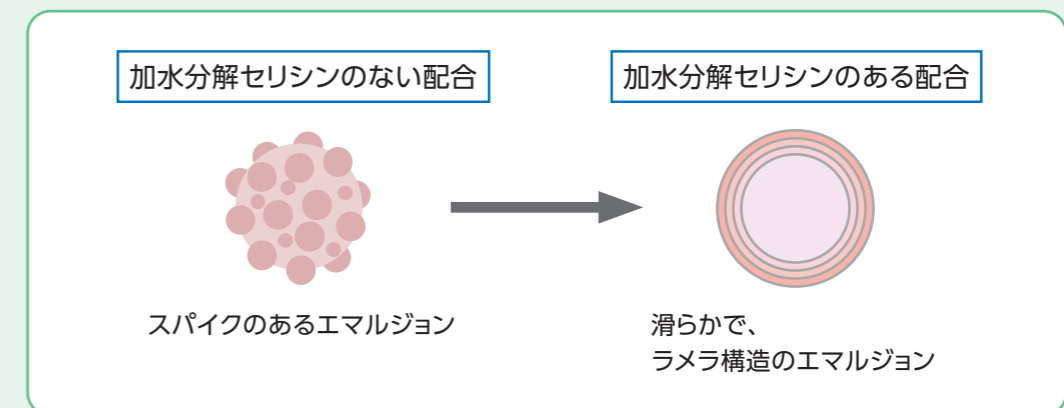 加水分解セリシンのない配合
加水分解セリシンのある配合
スパイクのあるエマルジョン
滑らかで、
ラメラ構造のエマルジョン